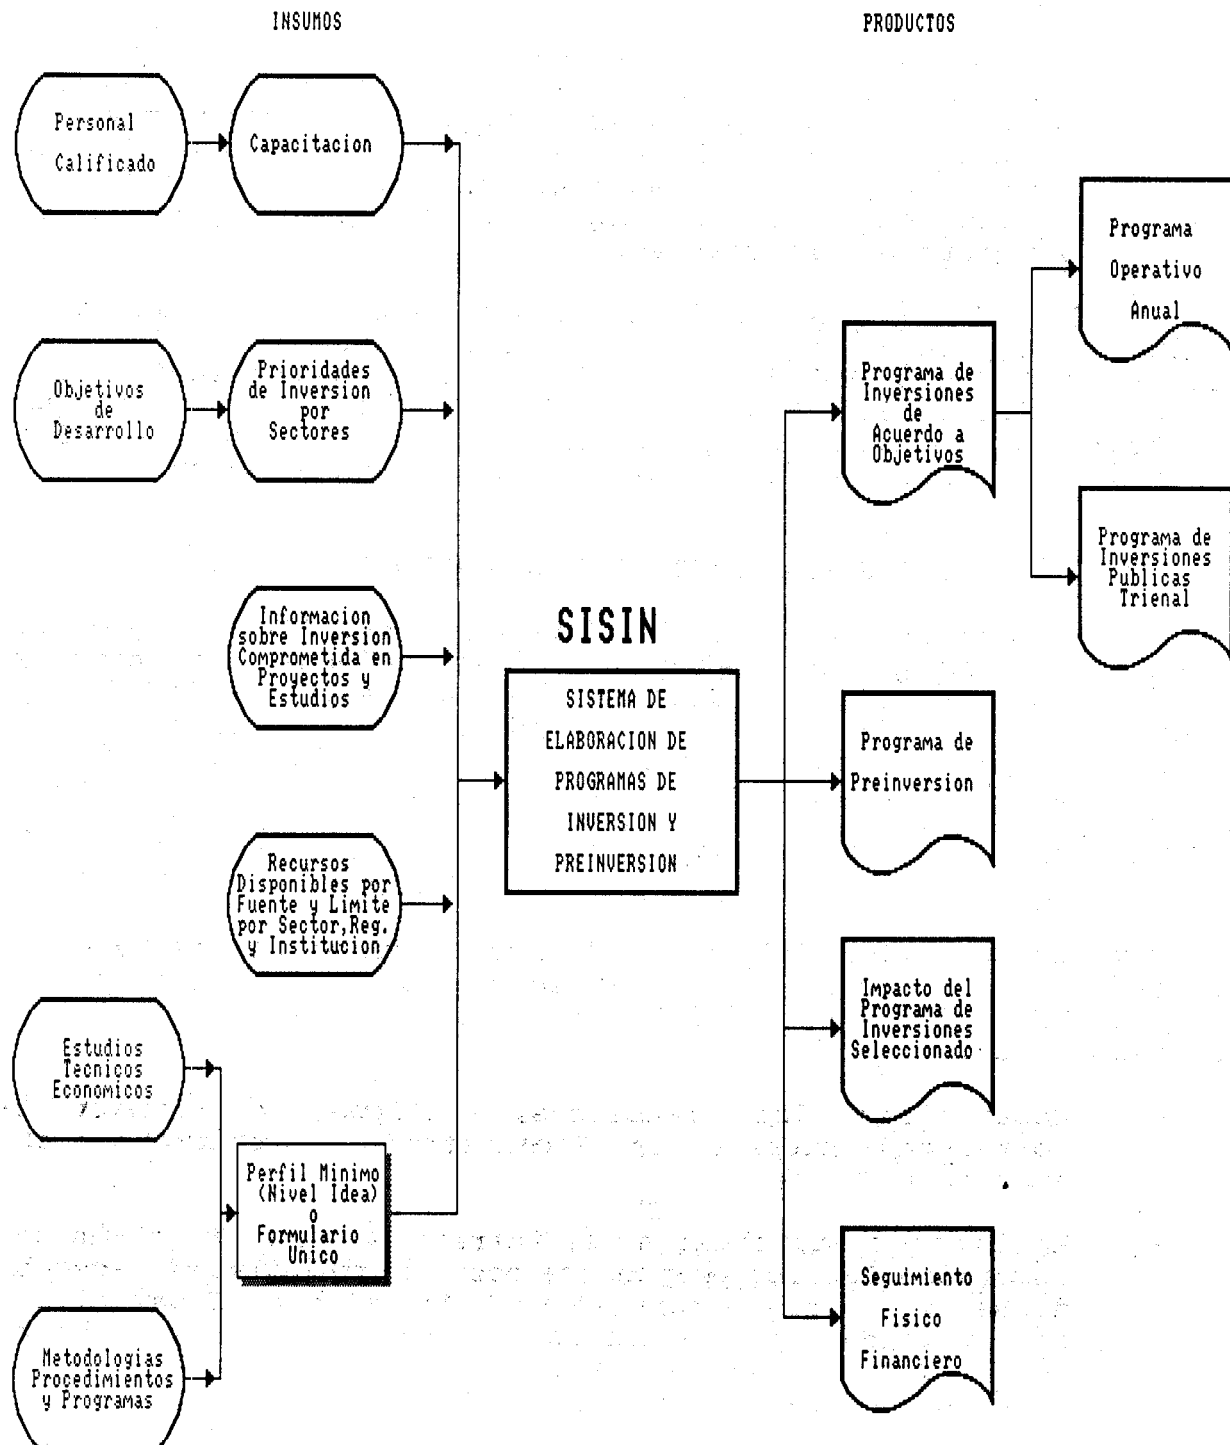 INSUMOS
PRODUCTOS
Personal
Calificado
Capacitacion
Objetivos
de
Desarrollo
Prioridades
de Inversion
por
Sectores
Informacion
sobre Inversion
Comprometida en
Proyectos y
Estudios
Recursos
Disponibles por
Fuente y Limite
por Sector,Reg.
y Institucion
Estudios
Tecnicos
Economicos
Metodologias
Procedimientos
y Programas
Perfil Minimo
(Nivel Idea)
o
Formulario
Unico
SISIN
SISTEMA DE
ELABORACION DE
PROGRAMAS DE
INVERSION Y
PREINVERSION
Programa de
Inversiones
de
Acuerdo a
Objetivos
Programa
Operativo
Anual
Programa de
Inversiones
Publicas
Trienal
Programa de
Preinversion
Impacto del
Programa de
Inversiones
Seleccionado
Seguimiento
Fisico
Financiero